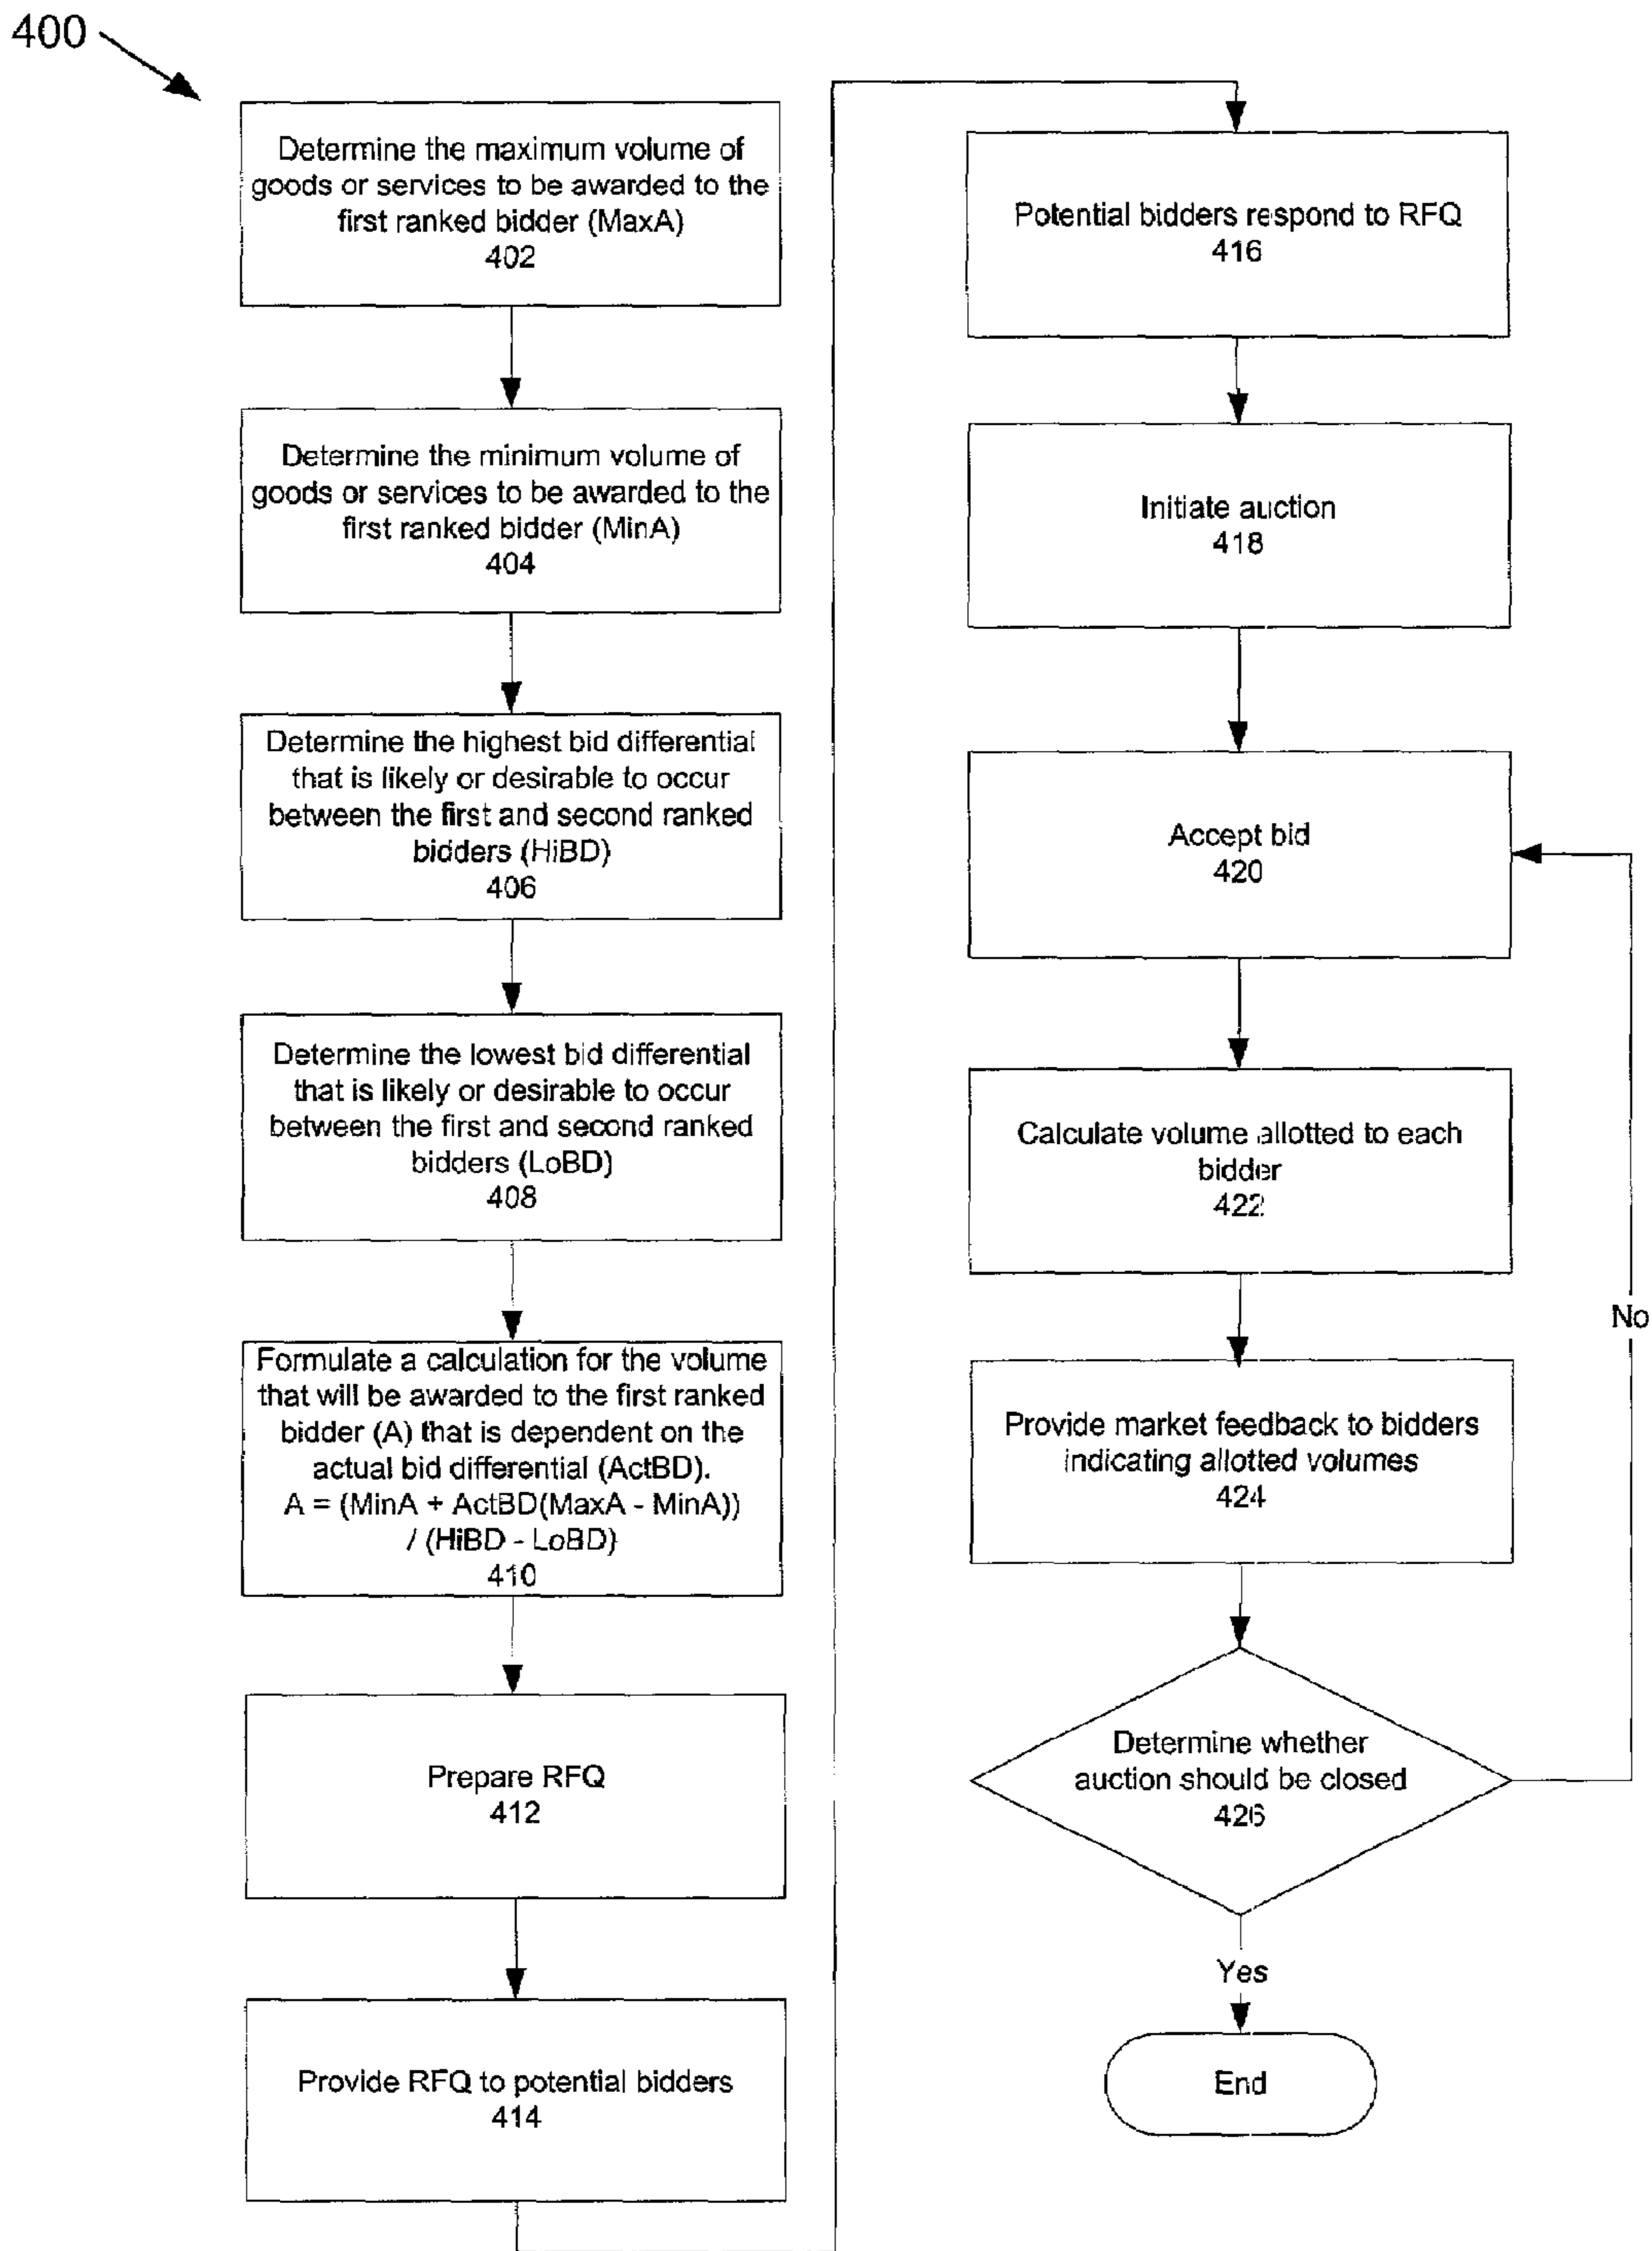 400
Determine the maximum volume of
goods or services to be awarded to the
first ranked bidder (MaxA)
402
Determine the minimum volume of
goods or services to be awarded to the
first ranked bidder (MinA)
404
Determine the highest bid differential
that is likely or desirable to occur
between the first and second ranked
bidders (HiBD)
406
Determine the lowest bid differential
that is likely or desirable to occur
between the first and second ranked
bidders (LoBD)
408
Formulate a calculation for the volume
that will be awarded to the first ranked
bidder (A) that is dependent on the
actual bid differential (ActBD).
A = (MinA + ActBD(MaxA - MinA))
/ (HiBD - LoBD)
410
Prepare RFQ
412
Provide RFQ to potential bidders
414
Potential bidders respond to RFQ
416
Initiate auction
418
Accept bid
420
Calculate volume allotted to each
bidder
422
Provide market feedback to bidders
indicating allotted volumes
424
Determine whether
auction should be closed
426
No
Yes
End